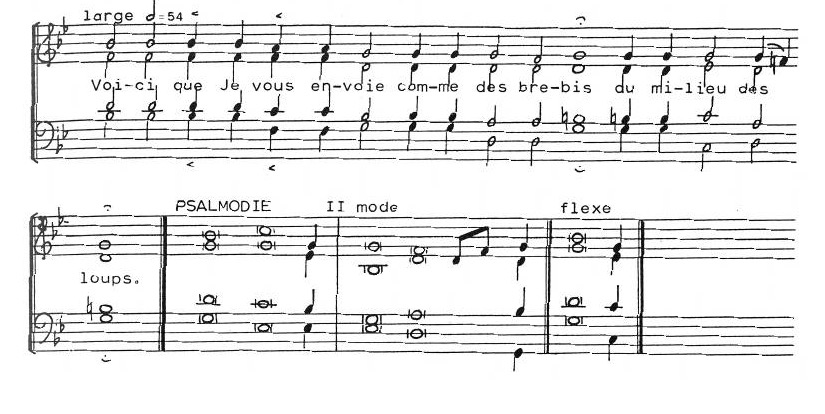 large 𝅗𝅥=54
Voi-ci que Je vous en-voie com-me des bre-bis du mi-lieu des
PSALMODIE II mode flexe
loups.